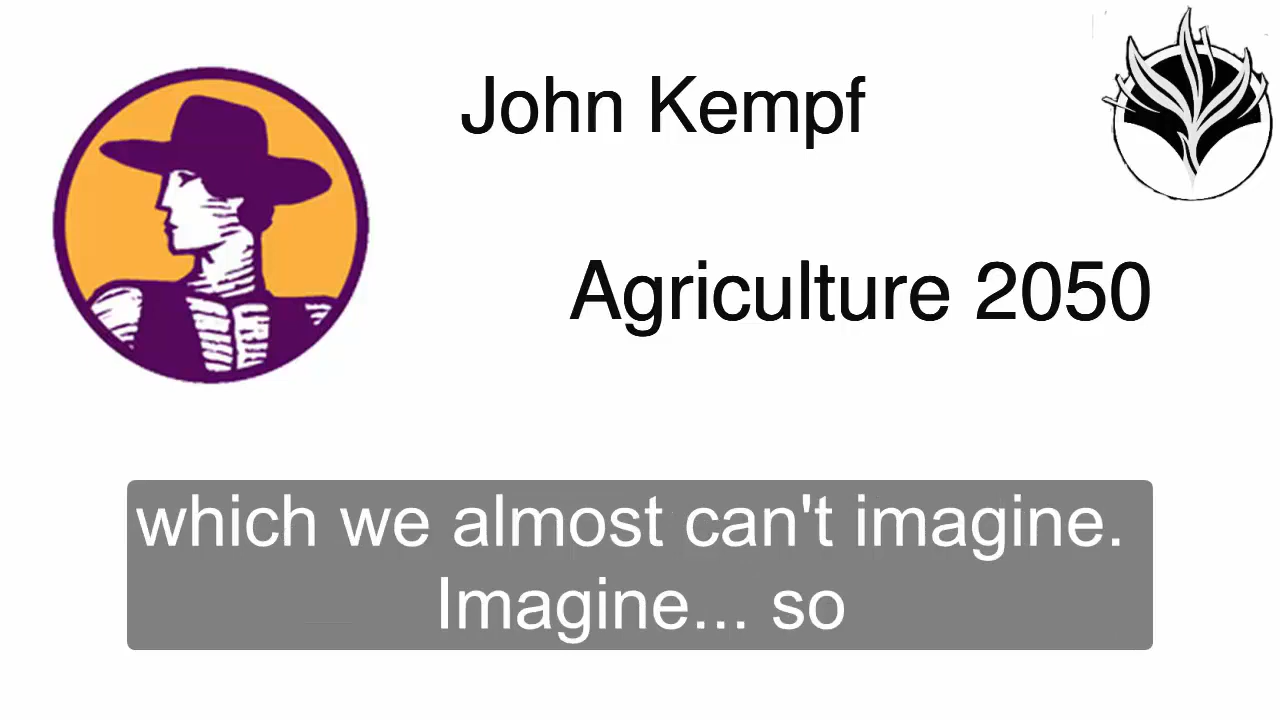 John Kempf
Agriculture 2050
which we almost can't imagine.
Imagine... so